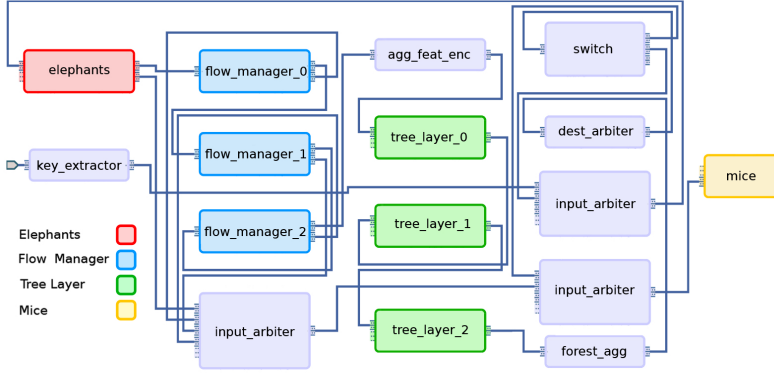 elephants
flow_manager_0
agg_feat_enc
switch
key_extractor
flow_manager_1
tree_layer_0
dest_arbiter
flow_manager_2
tree_layer_1
input_arbiter
mice
Elephants
Flow Manager
Tree Layer
Mice
input_arbiter
tree_layer_2
input_arbiter
forest_agg